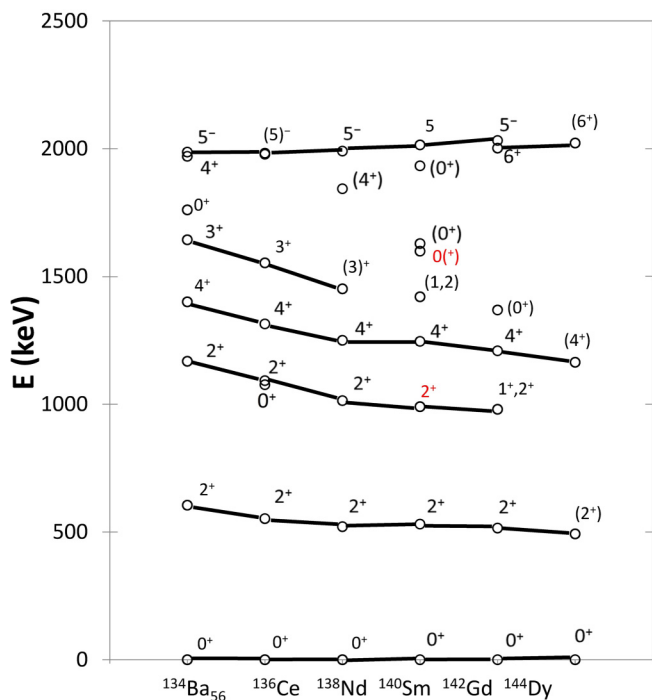 2500
2000
1500
1000
500
0
E (keV)
5⁻ (5)⁻ 5⁻ 5 5⁻ (6⁺)
4⁺ (4⁺) (0⁺) 6⁺
0⁺
3⁺ 3⁺ (3)⁺ (0⁺)
0(⁺)
(1,2) (0⁺)
4⁺ 4⁺ 4⁺ 4⁺ 4⁺ (4⁺)
2⁺ 2⁺ 2⁺ 2⁺ 1⁺,2⁺
0⁺
2⁺ 2⁺ 2⁺ 2⁺ 2⁺ (2⁺)
0⁺ 0⁺ 0⁺ 0⁺ 0⁺ 0⁺
¹³⁴Ba₅₆ ¹³⁶Ce ¹³⁸Nd ¹⁴⁰Sm ¹⁴²Gd ¹⁴⁴Dy